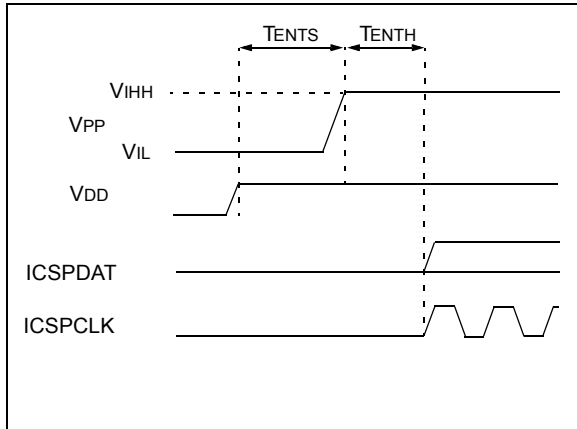 TENTS TENTH
VIHH
VPP
VIL
VDD
ICSPDAT
ICSPCLK